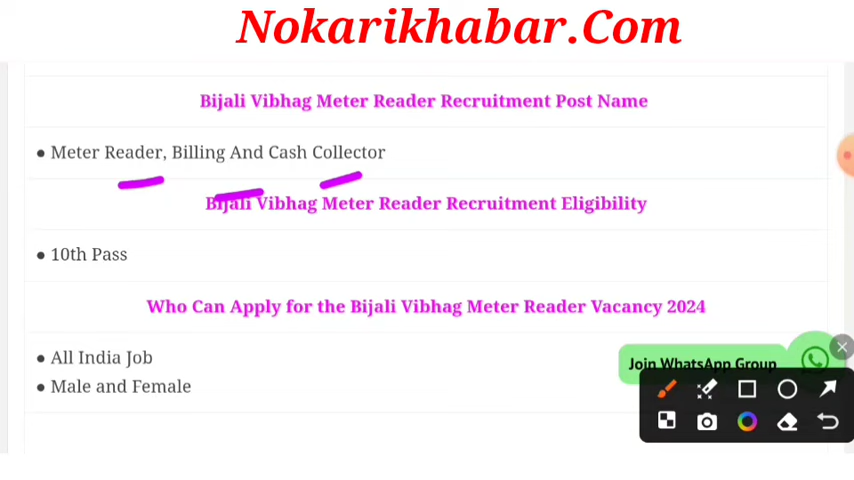 Nokarikhabar.Com
Bijali Vibhag Meter Reader Recruitment Post Name
● Meter Reader, Billing And Cash Collector
Bijali Vibhag Meter Reader Recruitment Eligibility
● 10th Pass
Who Can Apply for the Bijali Vibhag Meter Reader Vacancy 2024
● All India Job
● Male and Female
Join WhatsApp Group